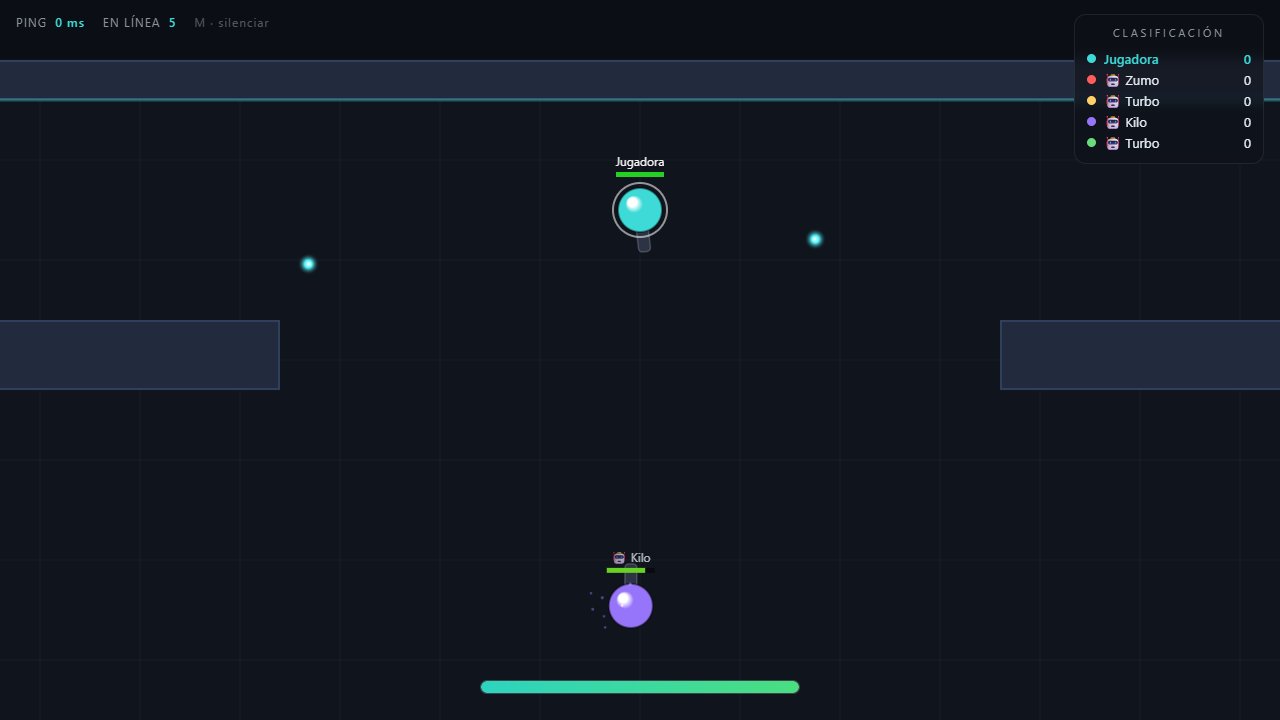 PING 0 ms EN LÍNEA 5 M · silenciar
CLASIFICACIÓN
Jugadora 0
Zumo 0
Turbo 0
Kilo 0
Turbo 0
Jugadora
Kilo